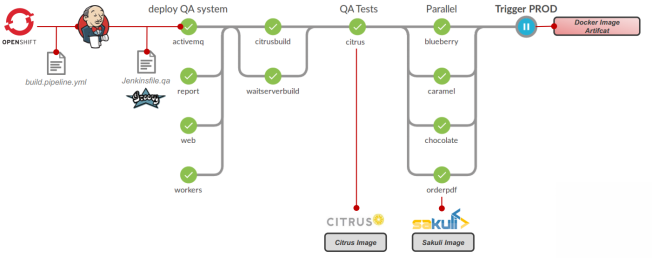 deploy QA system
QA Tests
Parallel
Trigger PROD
OPENSHIFT
activemq
citrusbuild
citrus
blueberry
Docker Image
Artifcat
build.pipeline.yml
Jenkinsfile.qa
Groovy
report
waitserverbuild
caramel
web
chocolate
workers
orderpdf
CITRUS
sakuli
Citrus Image
Sakuli Image